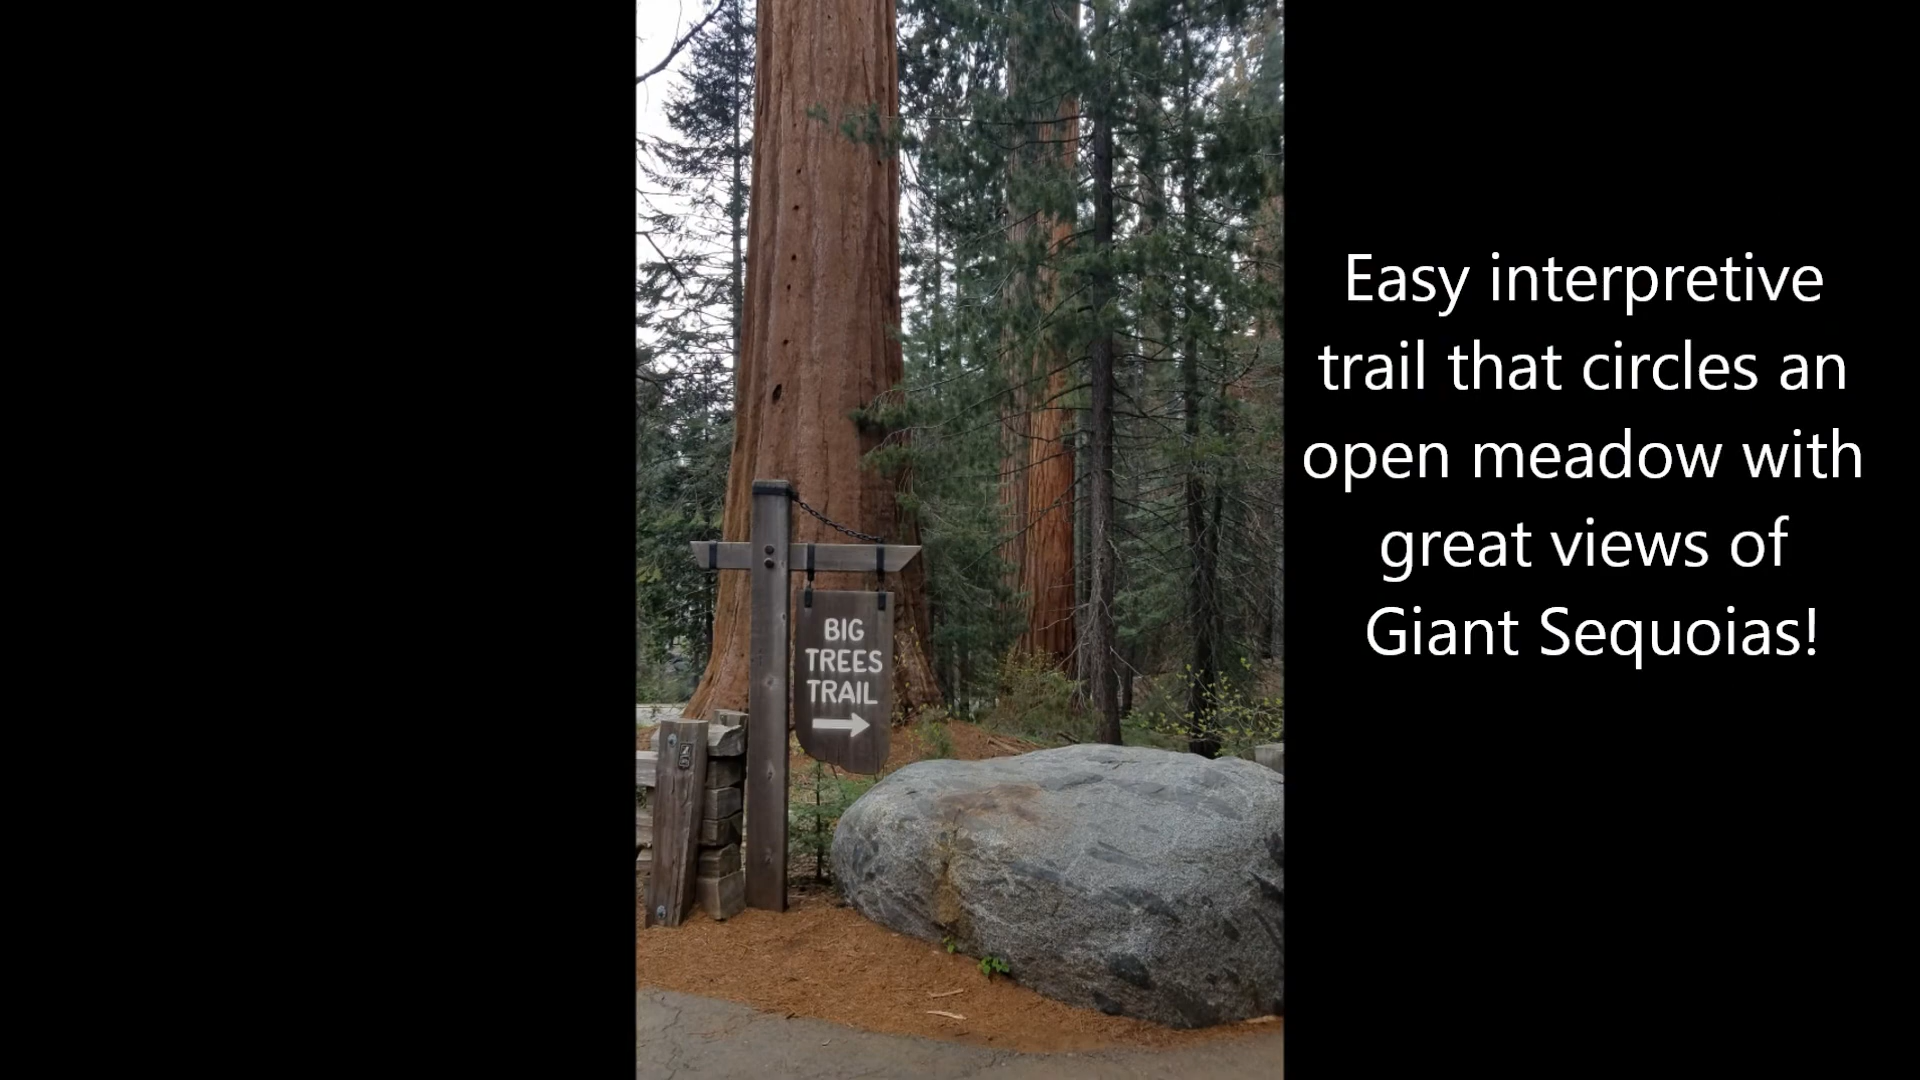 Easy interpretive
trail that circles an
open meadow with
great views of
Giant Sequoias!
BIG
TREES
TRAIL